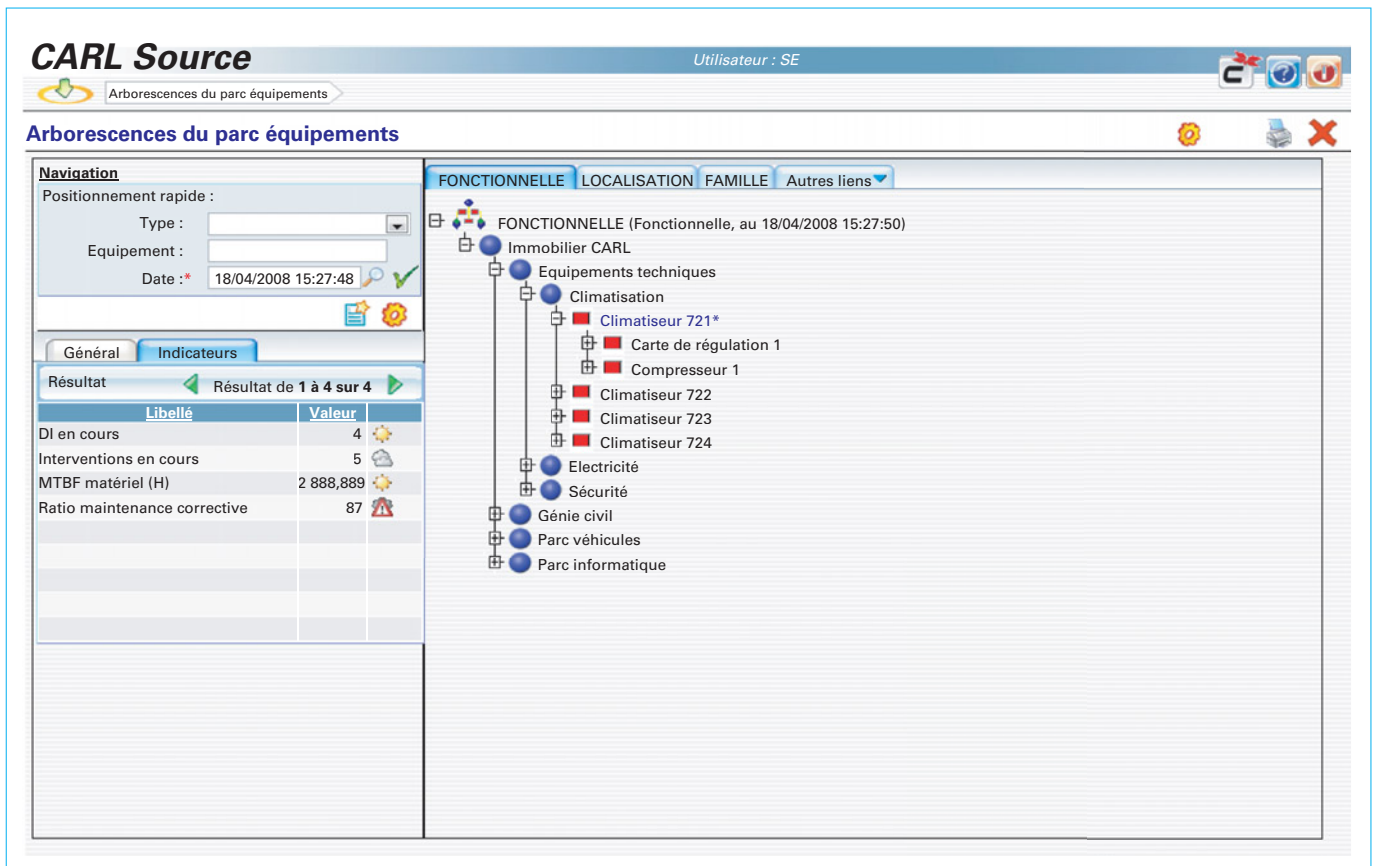 CARL Source
Utilisateur : SE
Arborescences du parc équipements
Arborescences du parc équipements
Navigation
Positionnement rapide :
Type :
Equipement :
Date :* 18/04/2008 15:27:48
Général Indicateurs
Résultat Résultat de 1 à 4 sur 4
Libellé Valeur
DI en cours 4
Interventions en cours 5
MTBF matériel (H) 2 888,889
Ratio maintenance corrective 87
FONCTIONNELLE LOCALISATION FAMILLE Autres liens
FONCTIONNELLE (Fonctionnelle, au 18/04/2008 15:27:50)
Immobilier CARL
Equipements techniques
Climatisation
Climatiseur 721*
Carte de régulation 1
Compresseur 1
Climatiseur 722
Climatiseur 723
Climatiseur 724
Electricité
Sécurité
Génie civil
Parc véhicules
Parc informatique